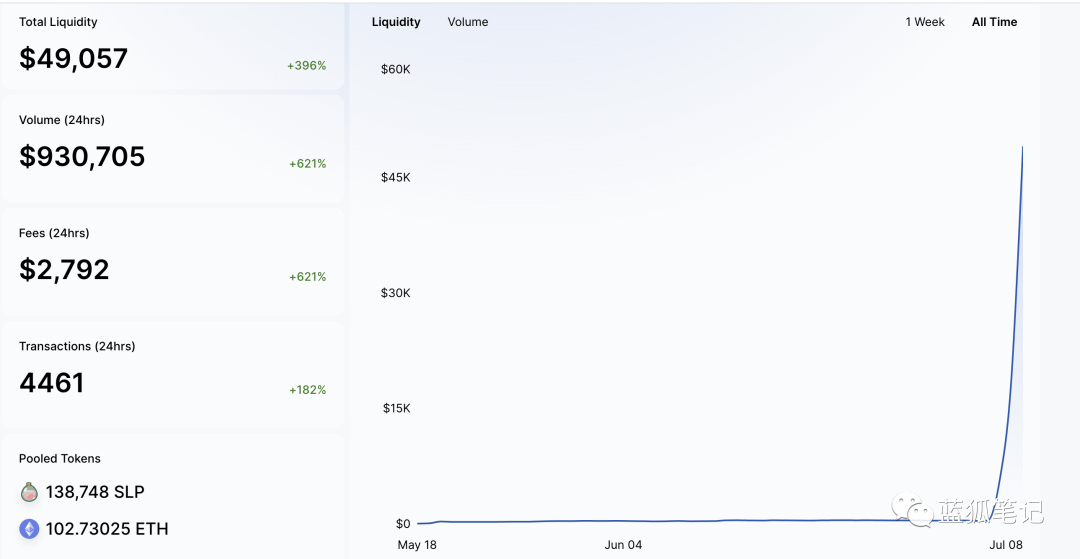 Total Liquidity
$49,057
+396%
Volume (24hrs)
$930,705
+621%
Fees (24hrs)
$2,792
+621%
Transactions (24hrs)
4461
+182%
Pooled Tokens
138,748 SLP
102.73025 ETH
Liquidity Volume 1 Week All Time
$60K
$45K
$30K
$15K
$0
May 18 Jun 04 Jul 08
蓝狐笔记